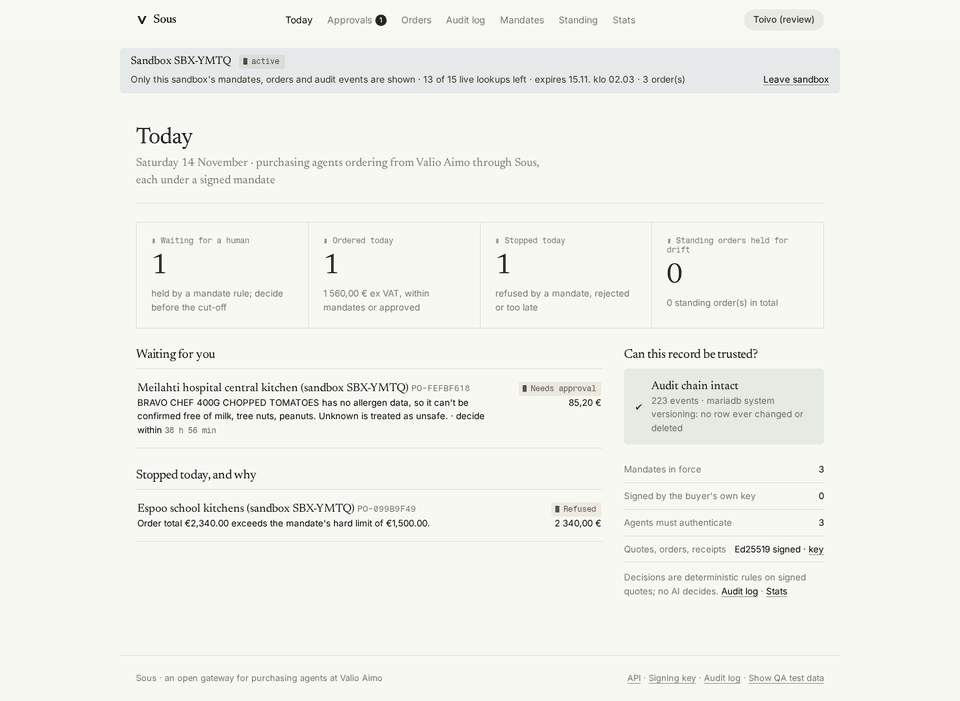 Sous
Today
Approvals 1
Orders
Audit log
Mandates
Standing
Stats
Toivo (review)
Sandbox SBX-YMTQ active
Only this sandbox's mandates, orders and audit events are shown · 13 of 15 live lookups left · expires 15.11. klo 02.03 · 3 order(s)
Leave sandbox
Today
Saturday 14 November · purchasing agents ordering from Valio Aimo through Sous,
each under a signed mandate
Waiting for a human
1
held by a mandate rule; decide
before the cut-off
Ordered today
1
1 560,00 € ex VAT, within
mandates or approved
Stopped today
1
refused by a mandate, rejected
or too late
Standing orders held for
drift
0
0 standing order(s) in total
Waiting for you
Meilahti hospital central kitchen (sandbox SBX-YMTQ) PO-FEFBF618
Needs approval
BRAVO CHEF 400G CHOPPED TOMATOES has no allergen data, so it can't be
confirmed free of milk, tree nuts, peanuts. Unknown is treated as unsafe. · decide
within 38 h 56 min
85,20 €
Stopped today, and why
Espoo school kitchens (sandbox SBX-YMTQ) PO-099B9F49
Refused
Order total €2,340.00 exceeds the mandate's hard limit of €1,500.00.
2 340,00 €
Can this record be trusted?
✔
Audit chain intact
223 events · mariadb system
versioning: no row ever changed or
deleted
Mandates in force 3
Signed by the buyer's own key 0
Agents must authenticate 3
Quotes, orders, receipts Ed25519 signed · key
Decisions are deterministic rules on signed
quotes; no AI decides. Audit log · Stats
Sous · an open gateway for purchasing agents at Valio Aimo
API · Signing key · Audit log · Show QA test data